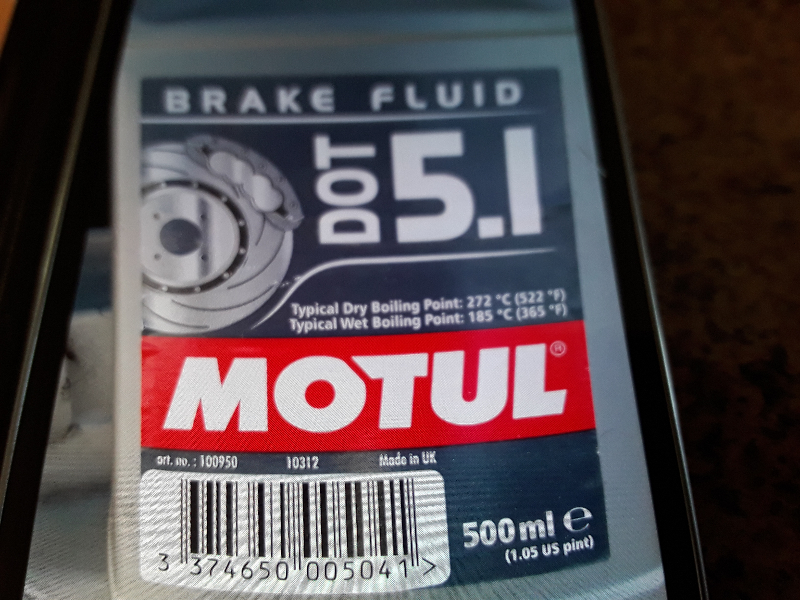 BRAKE FLUID
DOT 5.1
Typical Dry Boiling Point: 272 °C (522 °F)
Typical Wet Boiling Point: 185 °C (365 °F)
MOTUL®
art. no. : 100950 10312 Made in UK
500 ml ℮
(1.05 US pint)
3 374650 005041 >